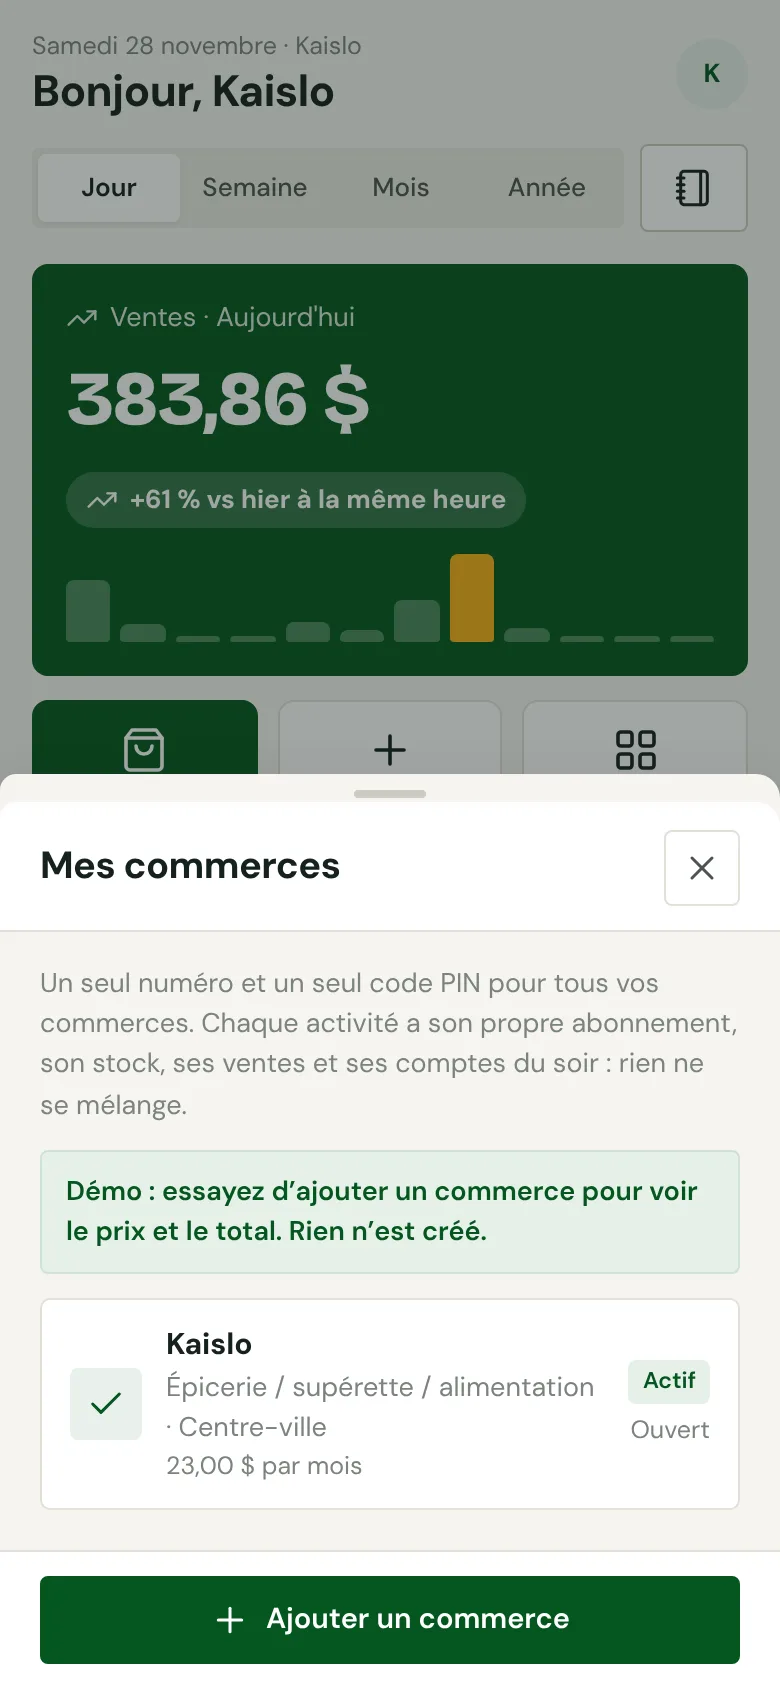 Samedi 28 novembre · Kaislo
Bonjour, Kaislo
K
Jour
Semaine
Mois
Année
Ventes · Aujourd'hui
383,86 $
+61 % vs hier à la même heure
Mes commerces
Un seul numéro et un seul code PIN pour tous vos
commerces. Chaque activité a son propre abonnement,
son stock, ses ventes et ses comptes du soir : rien ne
se mélange.
Démo : essayez d’ajouter un commerce pour voir
le prix et le total. Rien n’est créé.
Kaislo
Épicerie / supérette / alimentation
· Centre-ville
23,00 $ par mois
Actif
Ouvert
Ajouter un commerce